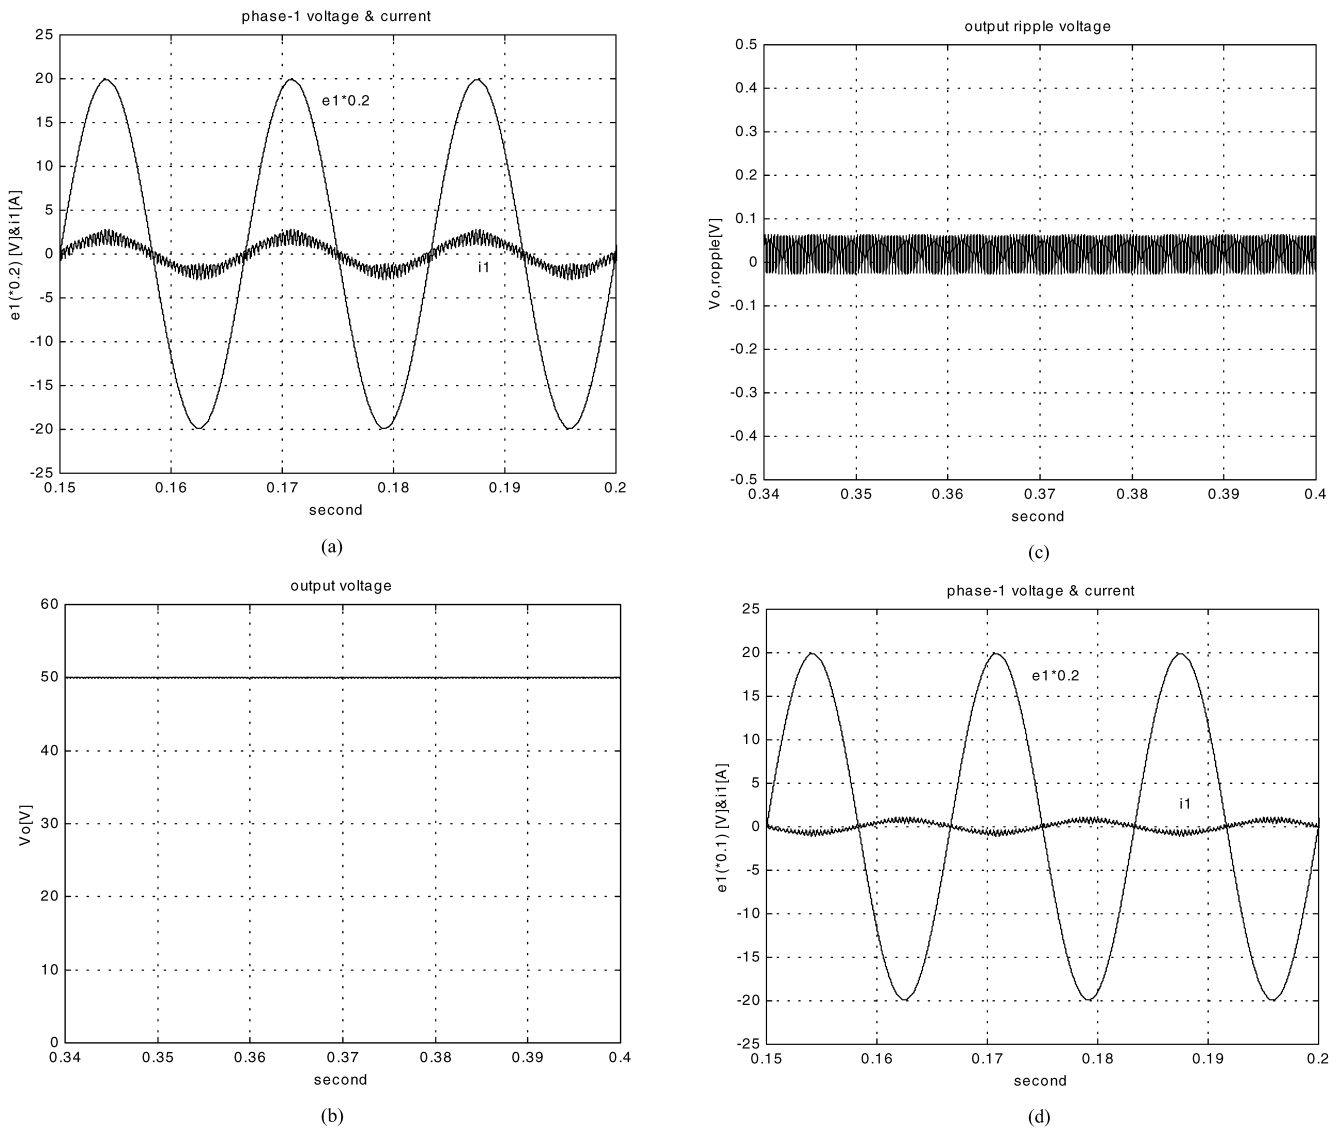 phase-1 voltage & current
25
20
15
10
5
0
-5
-10
-15
-20
-25
e1(*0.2) [V]&i1[A]
e1*0.2
i1
0.15 0.16 0.17 0.18 0.19 0.2
second
(a)
output voltage
60
50
40
30
20
10
0
Vo[V]
0.34 0.35 0.36 0.37 0.38 0.39 0.4
second
(b)
output ripple voltage
0.5
0.4
0.3
0.2
0.1
0
-0.1
-0.2
-0.3
-0.4
-0.5
Vo,ropple[V]
0.34 0.35 0.36 0.37 0.38 0.39 0.4
second
(c)
phase-1 voltage & current
25
20
15
10
5
0
-5
-10
-15
-20
-25
e1(*0.1) [V]&i1[A]
e1*0.2
i1
0.15 0.16 0.17 0.18 0.19 0.2
second
(d)